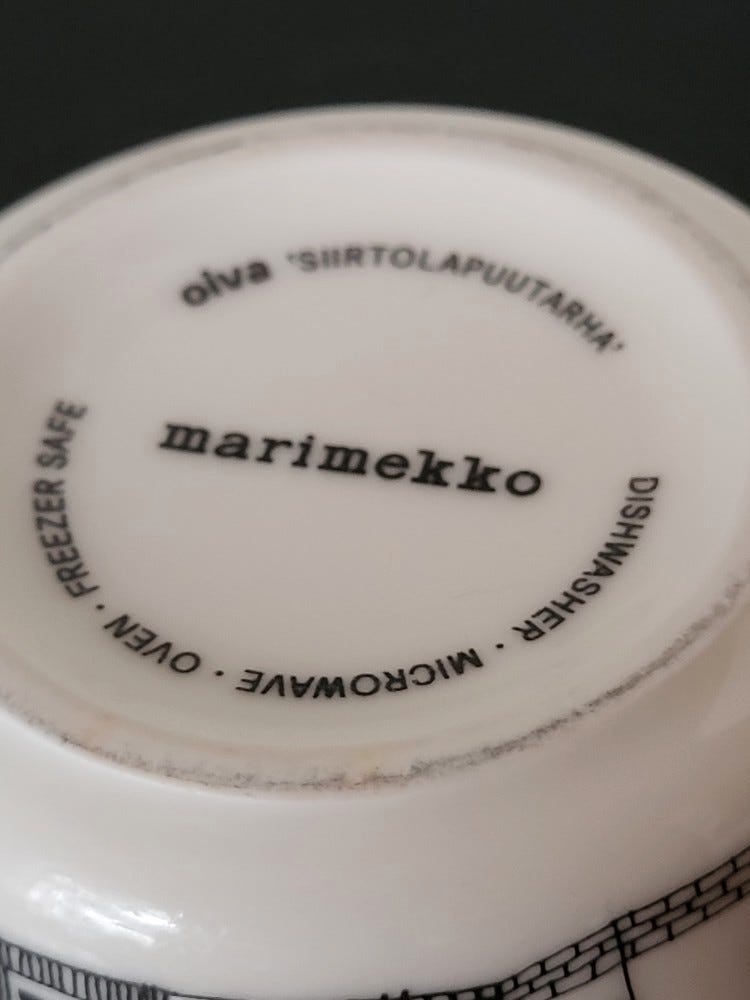 oiva 'SIIRTOLAPUUTARHA'
marimekko
DISHWASHER · MICROWAVE · OVEN · FREEZER SAFE